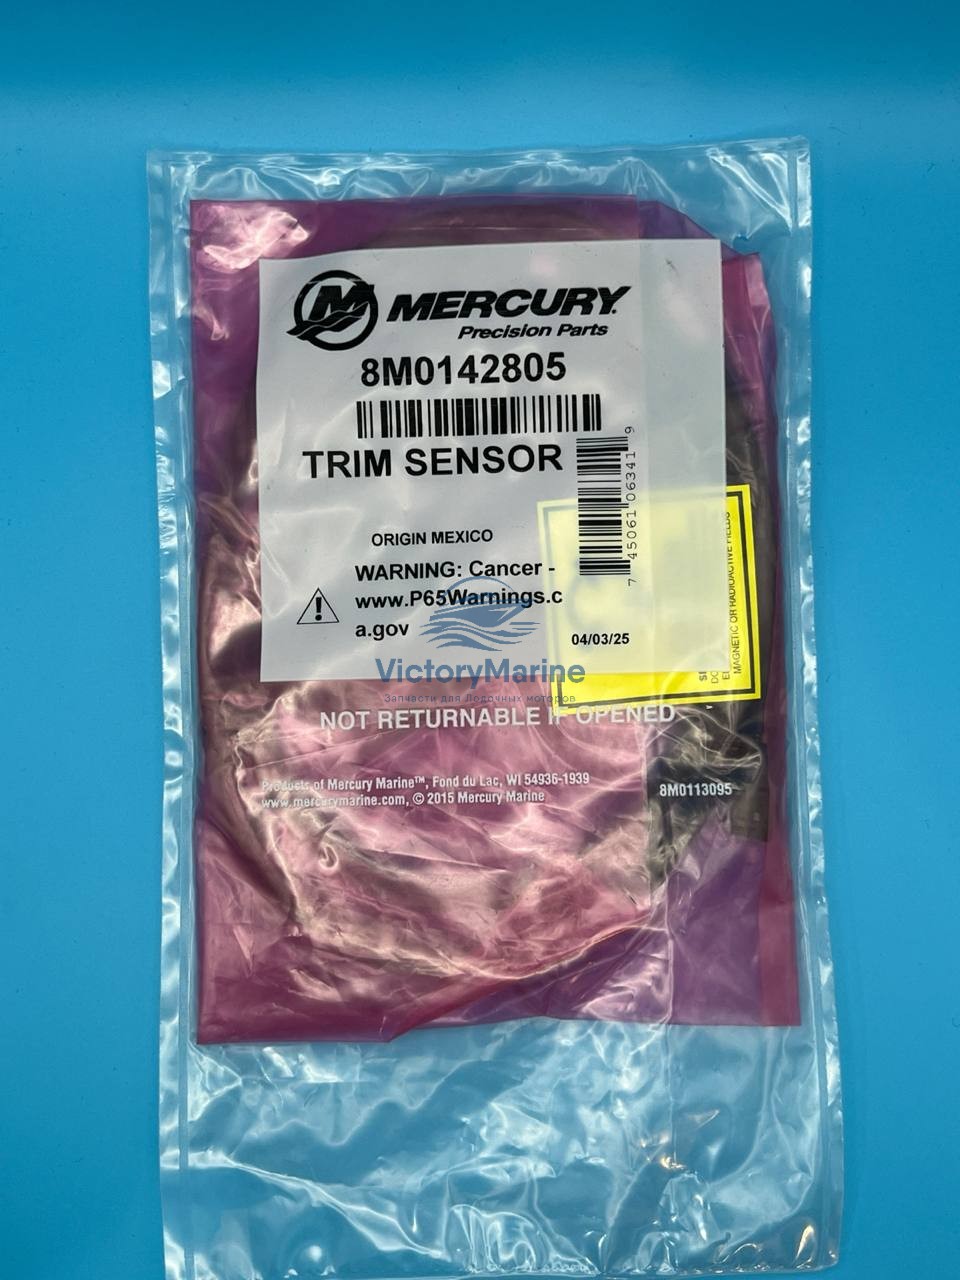 MERCURY
Precision Parts
8M0142805
TRIM SENSOR
7 45061 06341 9
ORIGIN MEXICO
WARNING: Cancer -
www.P65Warnings.c
a.gov
04/03/25
MAGNETIC OR RADIOACTIVE FIELDS
VictoryMarine
Запчасти для Лодочных моторов
NOT RETURNABLE IF OPENED
Products of Mercury Marine™, Fond du Lac, WI 54936-1939
www.mercurymarine.com, © 2015 Mercury Marine
8M0113095